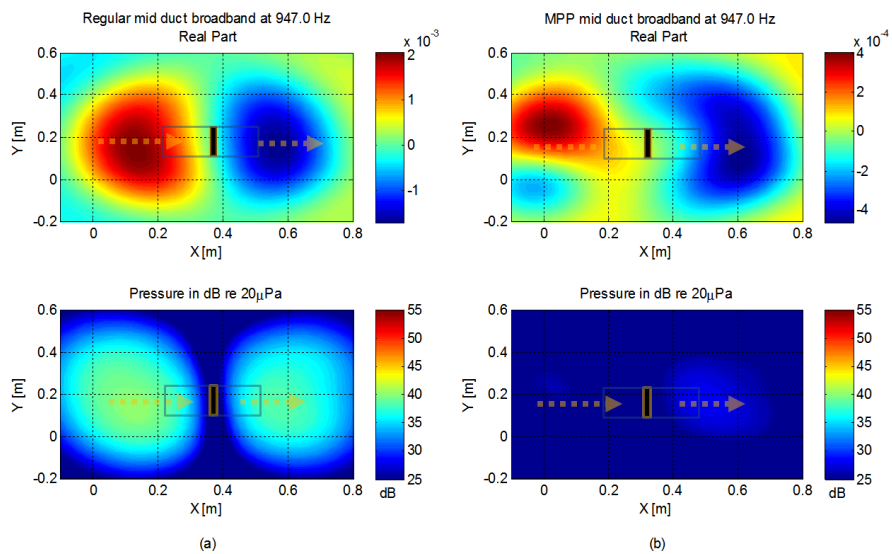 Regular mid duct broadband at 947.0 Hz
Real Part
x 10⁻³
0.6
0.4
0.2
0
-0.2
Y [m]
0 0.2 0.4 0.6 0.8
X [m]
2
1
0
-1
MPP mid duct broadband at 947.0 Hz
Real Part
x 10⁻⁴
0.6
0.4
0.2
0
-0.2
Y [m]
0 0.2 0.4 0.6 0.8
X [m]
4
2
0
-2
-4
Pressure in dB re 20µPa
0.6
0.4
0.2
0
-0.2
Y [m]
0 0.2 0.4 0.6 0.8
X [m]
55
50
45
40
35
30
25
dB
Pressure in dB re 20µPa
0.6
0.4
0.2
0
-0.2
Y [m]
0 0.2 0.4 0.6 0.8
X [m]
55
50
45
40
35
30
25
dB
(a)
(b)